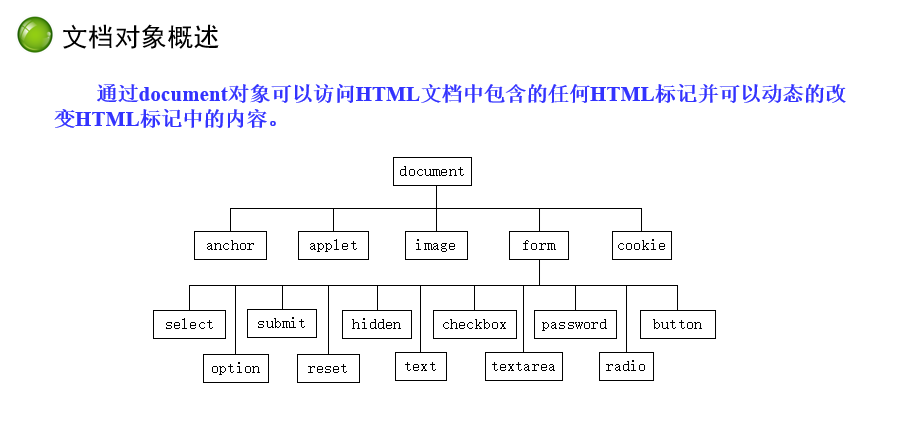 文档对象概述
通过document对象可以访问HTML文档中包含的任何HTML标记并可以动态的改
变HTML标记中的内容。
document
anchor
applet
image
form
cookie
select
submit
hidden
checkbox
password
button
option
reset
text
textarea
radio